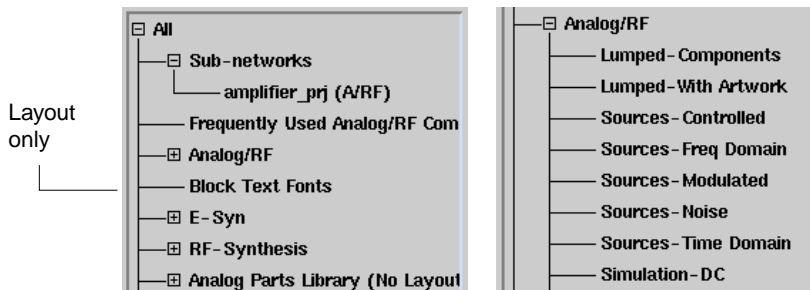 Layout
only
All
Sub-networks
amplifier_prj (A/RF)
Frequently Used Analog/RF Com
Analog/RF
Block Text Fonts
E-Syn
RF-Synthesis
Analog Parts Library (No Layout
Analog/RF
Lumped-Components
Lumped-With Artwork
Sources-Controlled
Sources-Freq Domain
Sources-Modulated
Sources-Noise
Sources-Time Domain
Simulation-DC